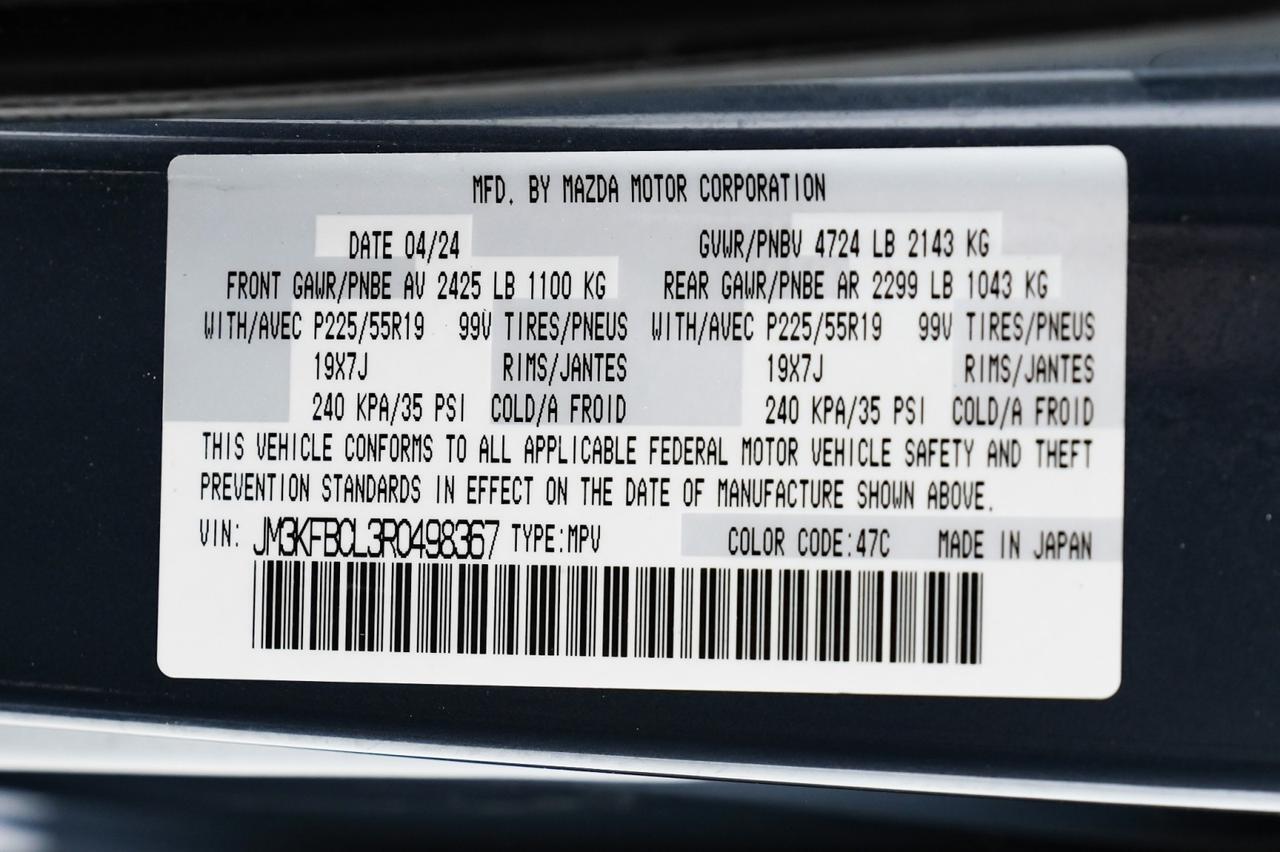 MFD. BY MAZDA MOTOR CORPORATION
DATE 04/24 GVWR/PNBV 4724 LB 2143 KG
FRONT GAWR/PNBE AV 2425 LB 1100 KG REAR GAWR/PNBE AR 2299 LB 1043 KG
WITH/AVEC P225/55R19 99V TIRES/PNEUS WITH/AVEC P225/55R19 99V TIRES/PNEUS
19X7J RIMS/JANTES 19X7J RIMS/JANTES
240 KPA/35 PSI COLD/A FROID 240 KPA/35 PSI COLD/A FROID
THIS VEHICLE CONFORMS TO ALL APPLICABLE FEDERAL MOTOR VEHICLE SAFETY AND THEFT
PREVENTION STANDARDS IN EFFECT ON THE DATE OF MANUFACTURE SHOWN ABOVE.
VIN: JM3KFBCL3R0498367 TYPE:MPV COLOR CODE:47C MADE IN JAPAN